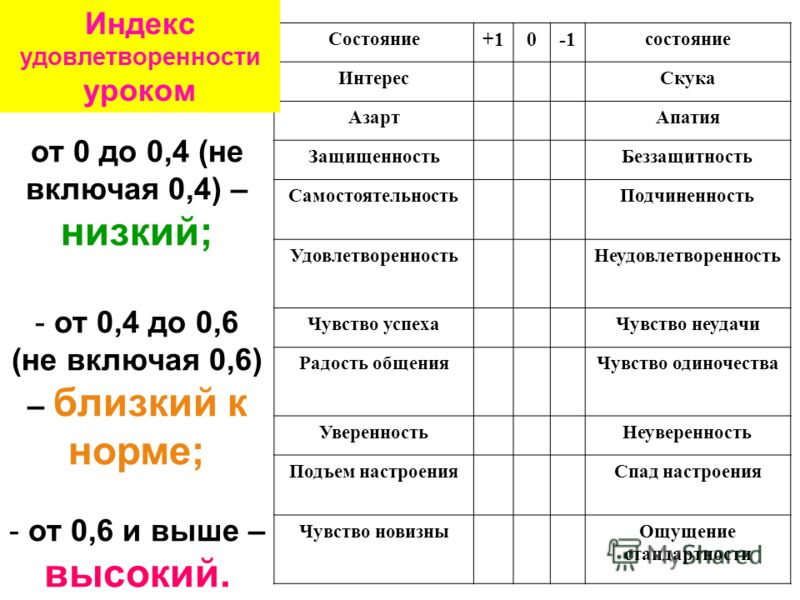 Индекс
удовлетворенности
уроком
от 0 до 0,4 (не
включая 0,4) –
низкий;
- от 0,4 до 0,6
(не включая 0,6)
– близкий к
норме;
- от 0,6 и выше –
высокий.
Состояние +1 0 -1 состояние
Интерес Скука
Азарт Апатия
Защищенность Беззащитность
Самостоятельность Подчиненность
Удовлетворенность Неудовлетворенность
Чувство успеха Чувство неудачи
Радость общения Чувство одиночества
Уверенность Неуверенность
Подъем настроения Спад настроения
Чувство новизны Ощущение
стандартности
MyShared